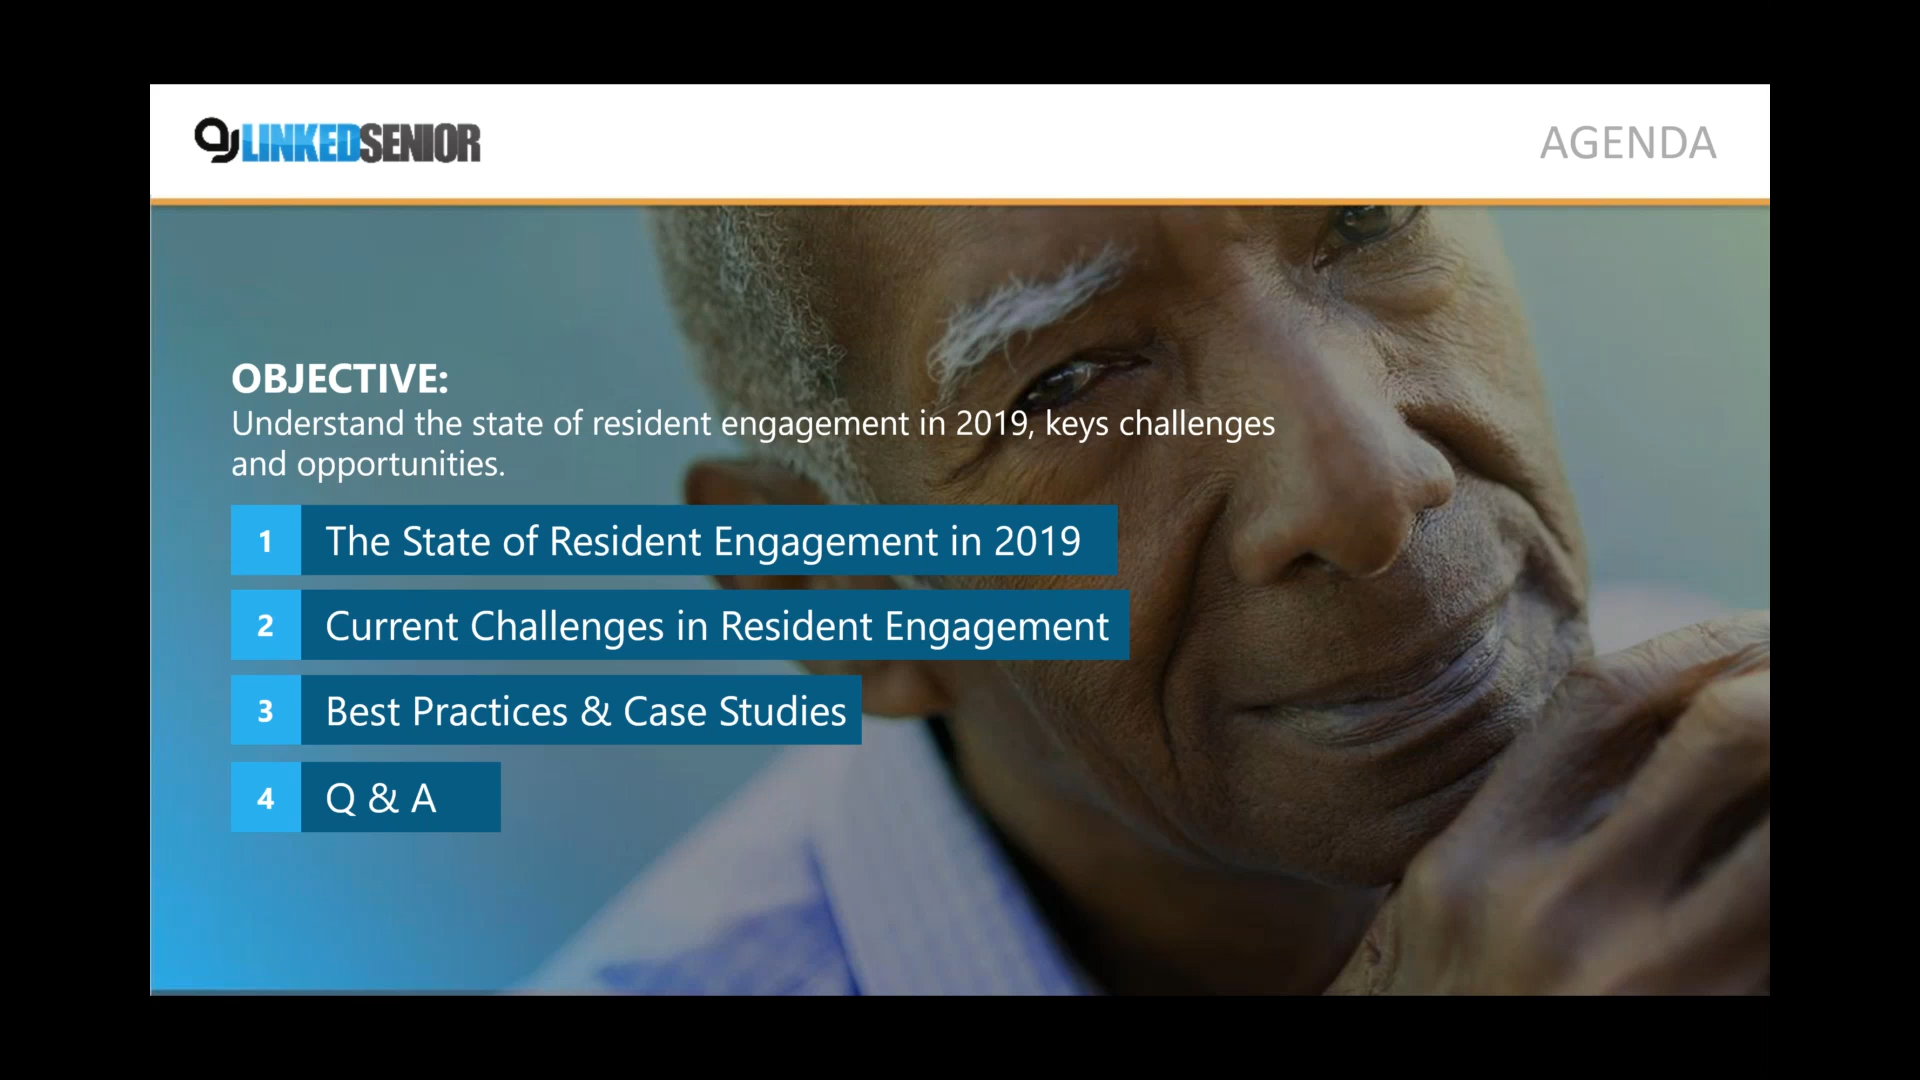 LINKEDSENIOR
AGENDA
OBJECTIVE:
Understand the state of resident engagement in 2019, keys challenges
and opportunities.
1 The State of Resident Engagement in 2019
2 Current Challenges in Resident Engagement
3 Best Practices & Case Studies
4 Q & A